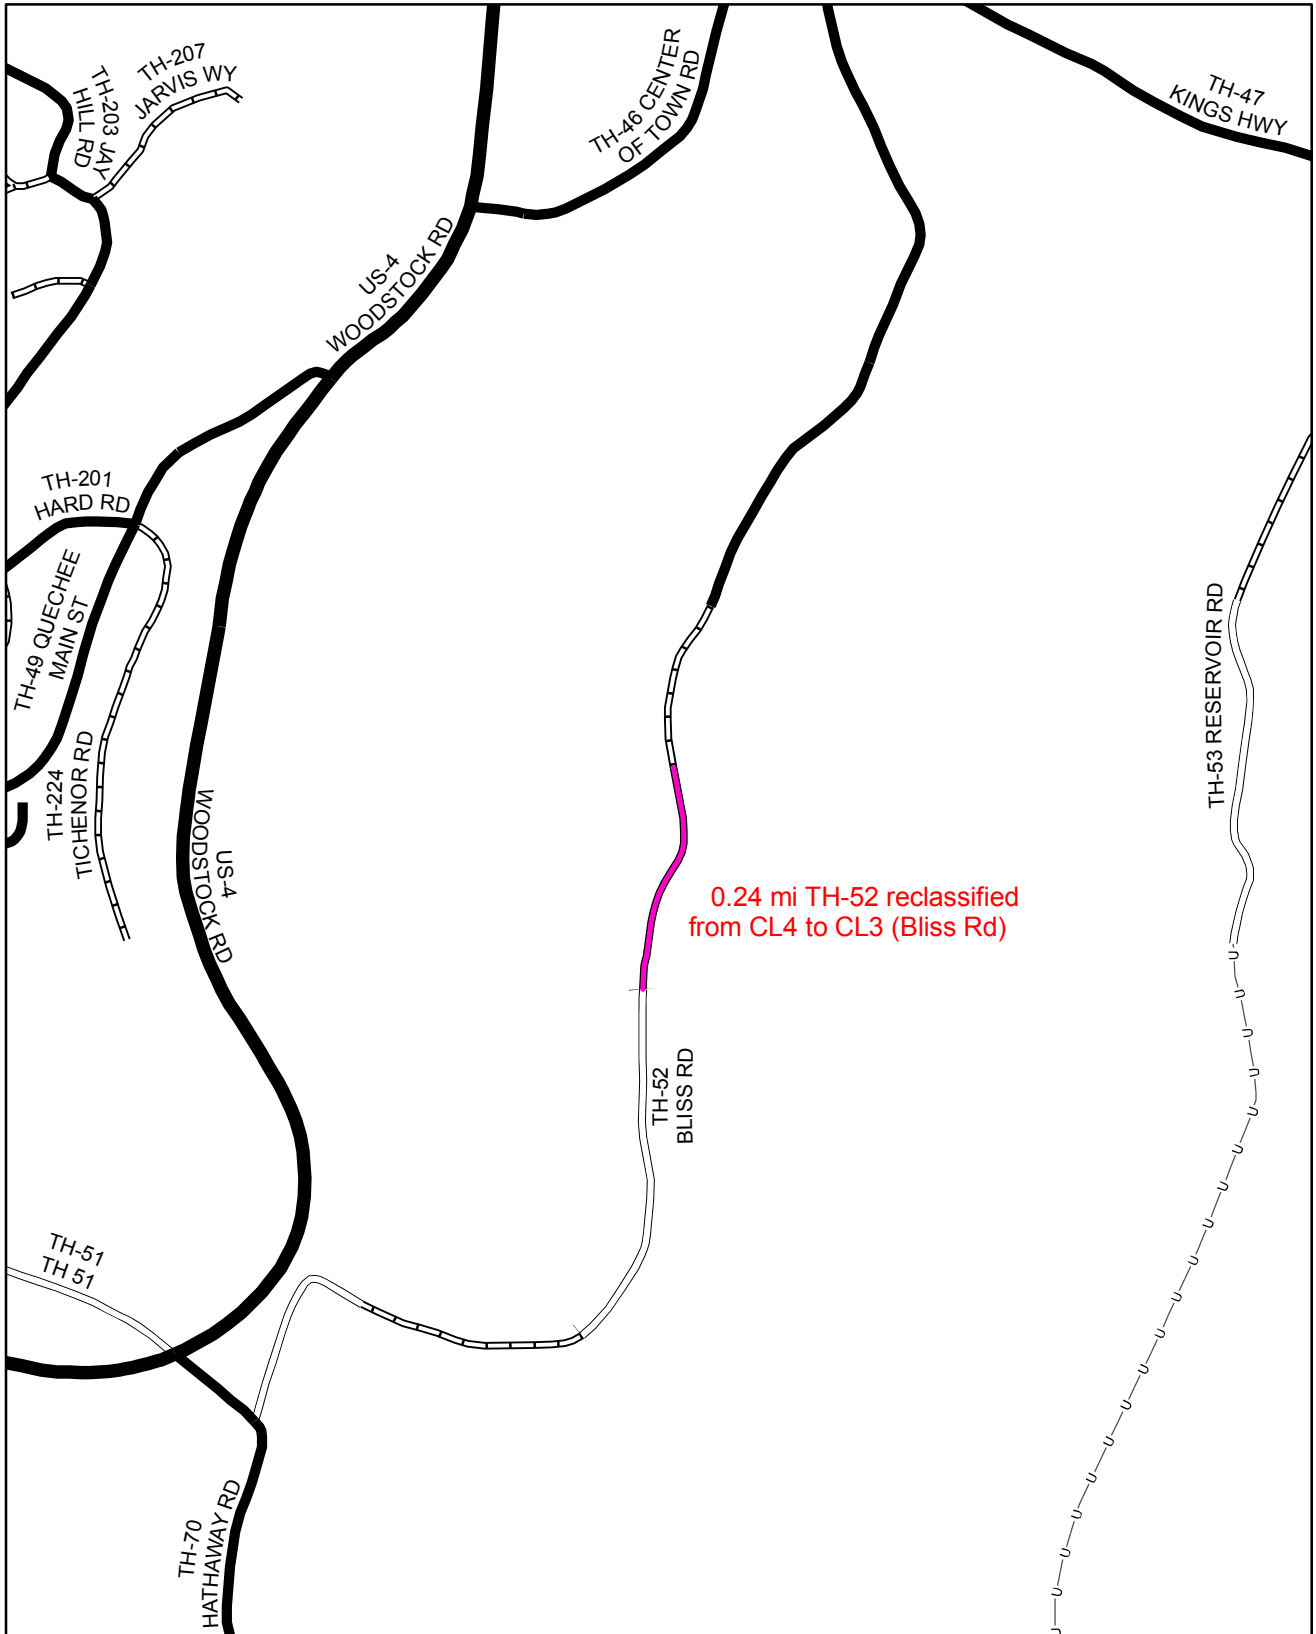 TH-207
JARVIS WY
TH-203 JAY
HILL RD
TH-46 CENTER
OF TOWN RD
TH-47
KINGS HWY
US-4
WOODSTOCK RD
TH-201
HARD RD
TH-49 QUECHEE
MAIN ST
TH-224
TICHENOR RD
US-4
WOODSTOCK RD
TH-53 RESERVOIR RD
0.24 mi TH-52 reclassified
from CL4 to CL3 (Bliss Rd)
TH-52
BLISS RD
TH-51
TH 51
TH-70
HATHAWAY RD